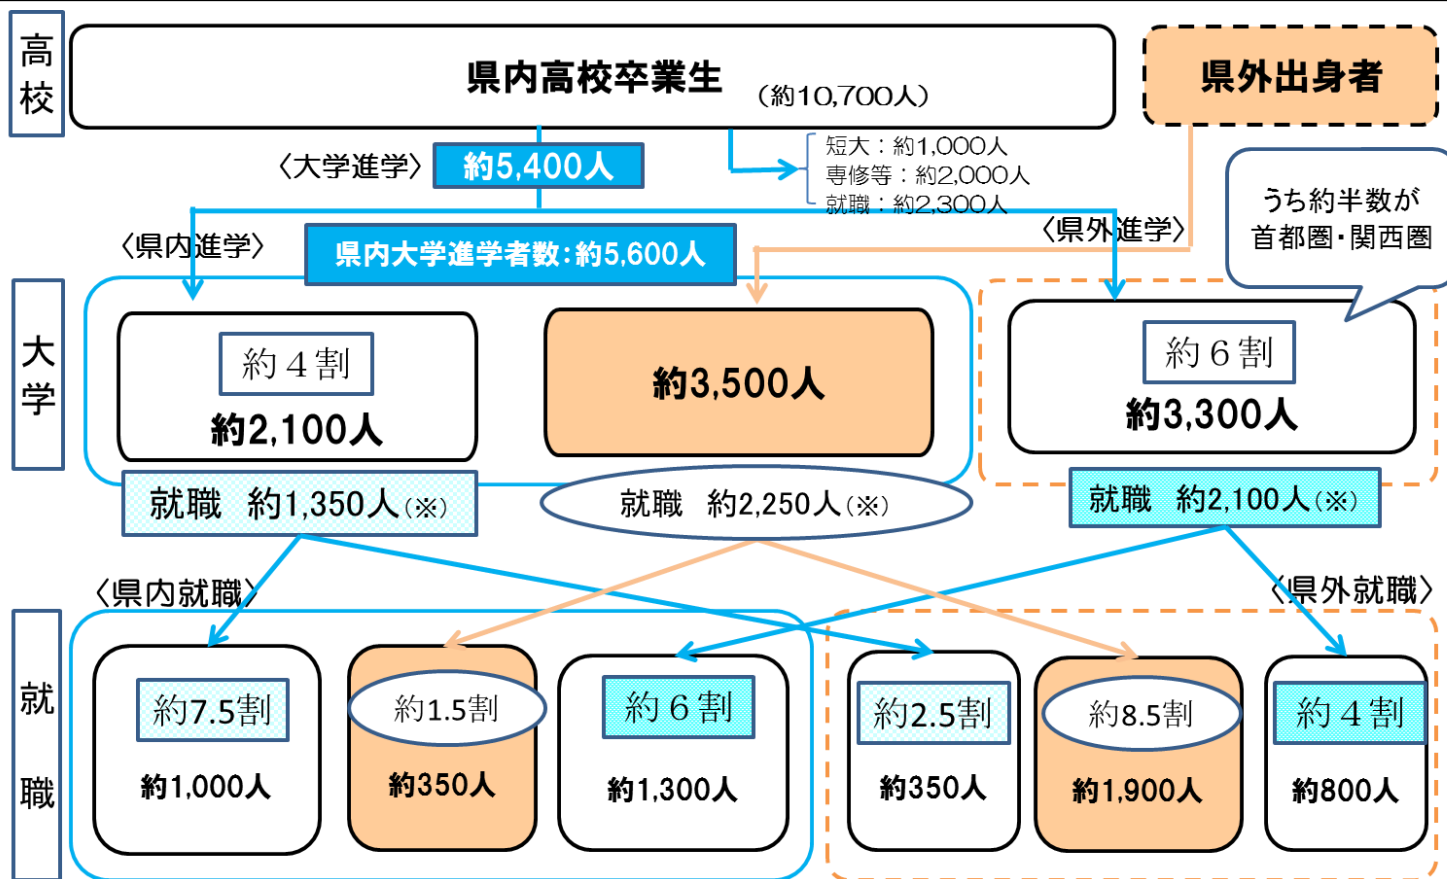 高校
県内高校卒業生 (約10,700人)
県外出身者
〈大学進学〉
約5,400人
短大：約1,000人
専修等：約2,000人
就職：約2,300人
うち約半数が
首都圏・関西圏
〈県内進学〉
県内大学進学者数：約5,600人
〈県外進学〉
大学
約４割
約2,100人
約3,500人
約６割
約3,300人
就職　約1,350人(※)
就職　約2,250人(※)
就職　約2,100人(※)
〈県内就職〉
〈県外就職〉
就職
約7.5割
約1,000人
約1.5割
約350人
約６割
約1,300人
約2.5割
約350人
約8.5割
約1,900人
約４割
約800人